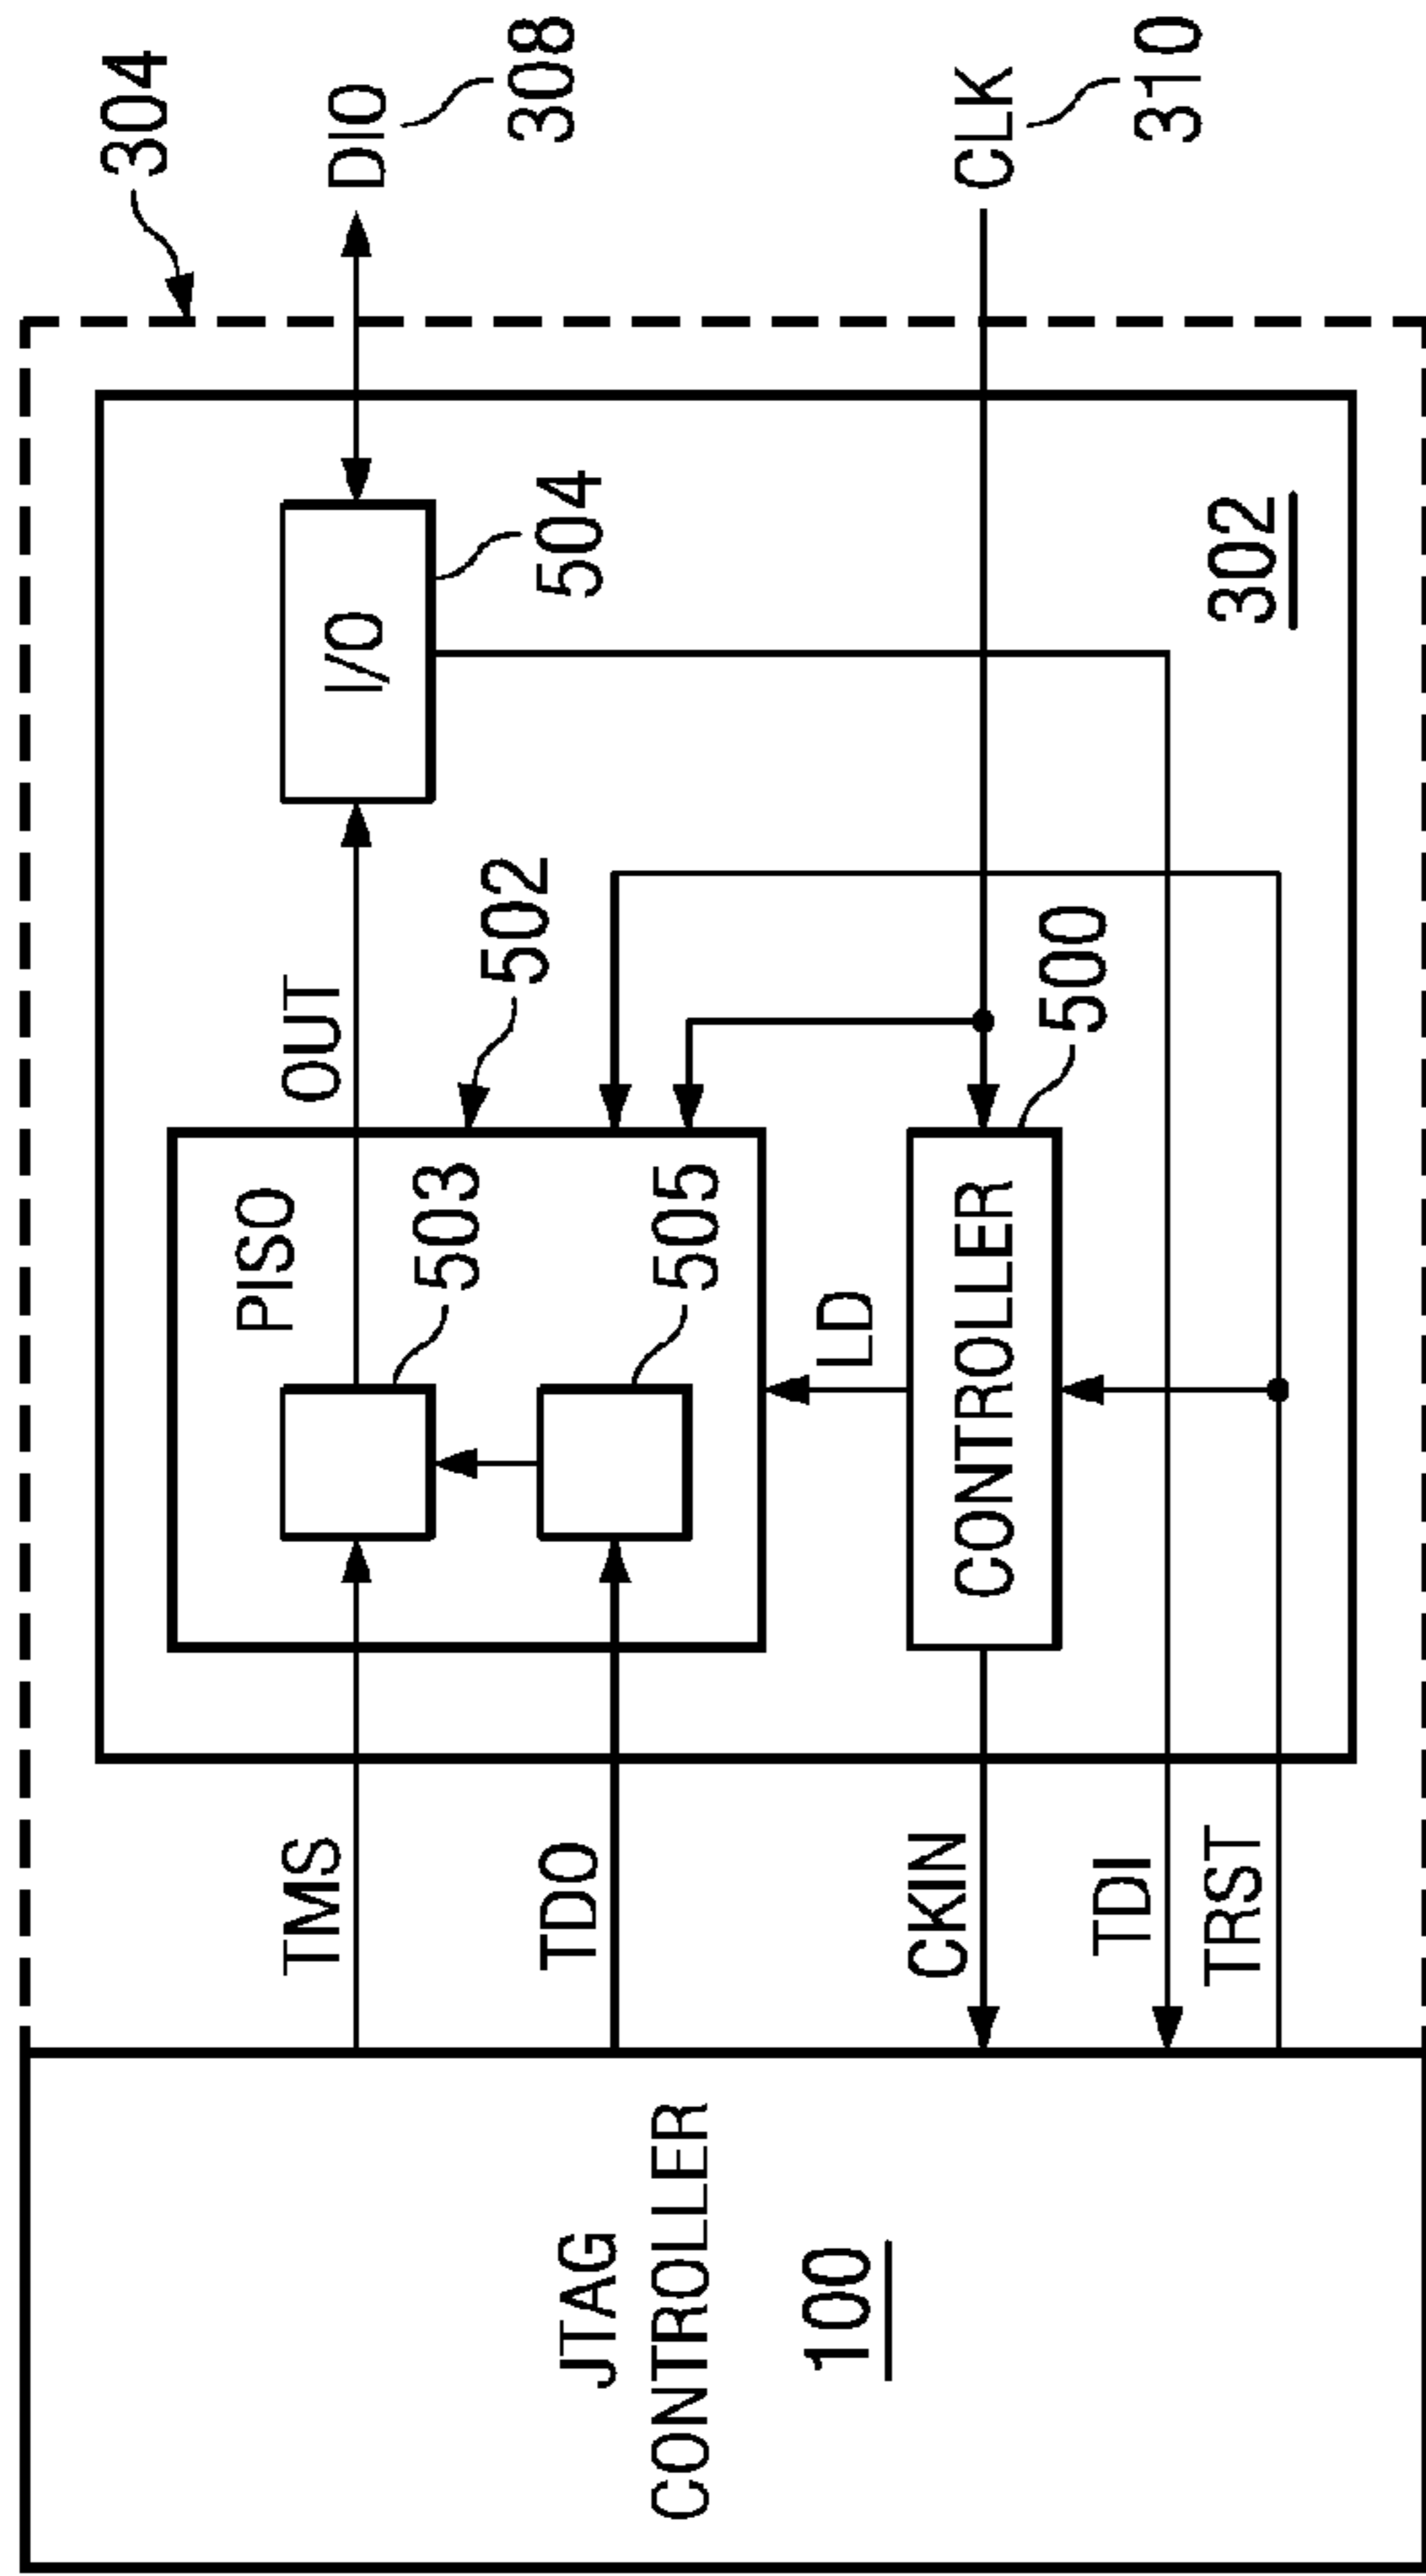 304
DIO
308
I/O
504
OUT
502
PISO
503
505
LD
CONTROLLER
500
302
CLK
310
TMS
TDO
CKIN
TDI
TRST
JTAG
CONTROLLER
100